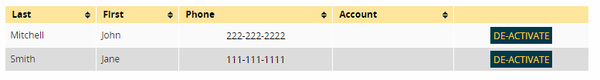 Last First Phone Account
Mitchell John 222-222-2222 DE-ACTIVATE
Smith Jane 111-111-1111 DE-ACTIVATE